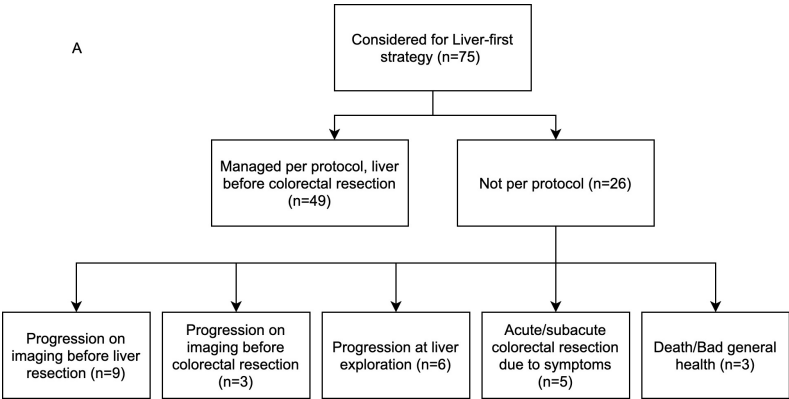 A
Considered for Liver-first
strategy (n=75)
Managed per protocol, liver
before colorectal resection
(n=49)
Not per protocol (n=26)
Progression on
imaging before liver
resection (n=9)
Progression on
imaging before
colorectal resection
(n=3)
Progression at liver
exploration (n=6)
Acute/subacute
colorectal resection
due to symptoms
(n=5)
Death/Bad general
health (n=3)